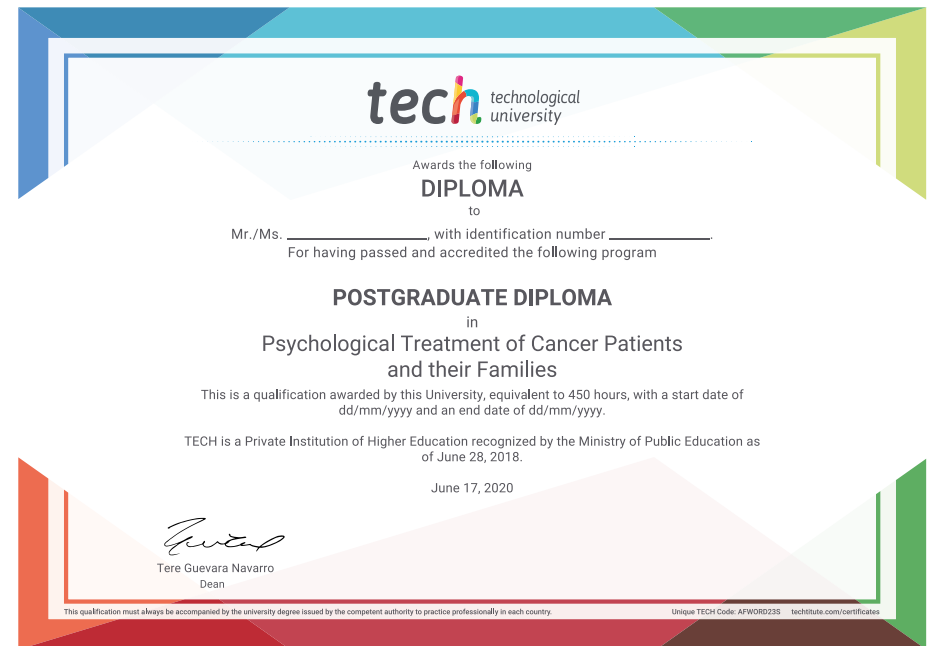 tech technological
university
Awards the following
DIPLOMA
to
Mr./Ms. ____________________, with identification number ______________.
For having passed and accredited the following program
POSTGRADUATE DIPLOMA
in
Psychological Treatment of Cancer Patients
and their Families
This is a qualification awarded by this University, equivalent to 450 hours, with a start date of
dd/mm/yyyy and an end date of dd/mm/yyyy.
TECH is a Private Institution of Higher Education recognized by the Ministry of Public Education as
of June 28, 2018.
June 17, 2020
Tere Guevara Navarro
Dean
This qualification must always be accompanied by the university degree issued by the competent authority to practice professionally in each country.
Unique TECH Code: AFWORD23S techtitute.com/certificates